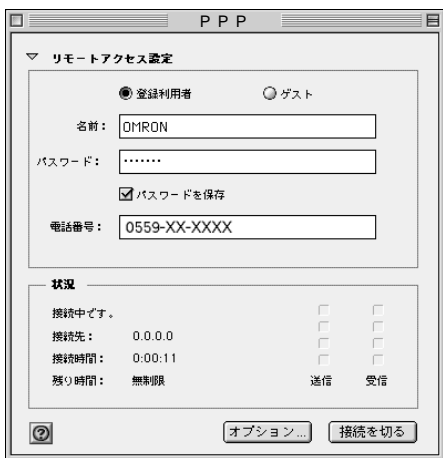 PPP
リモートアクセス設定
登録利用者 ゲスト
名前： OMRON
パスワード： •••••••
パスワードを保存
電話番号： 0559-XX-XXXX
状況
接続中です。
接続先： 0.0.0.0
接続時間： 0:00:11
残り時間： 無制限 送信 受信
? オプション... 接続を切る